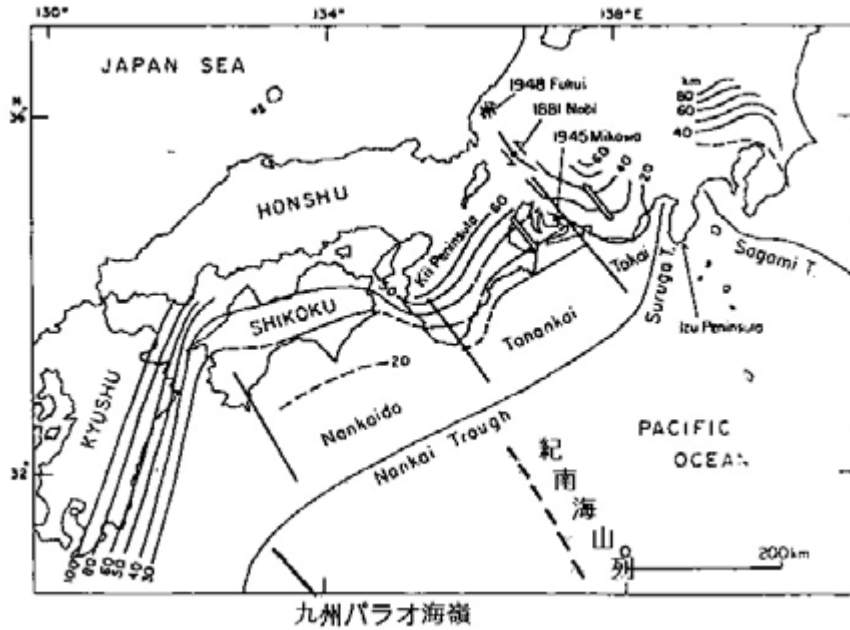 130°
134°
138°E
JAPAN SEA
km
80
60
40
1948 Fukui
1881 Nobi
1945 Mikawa
60
40
20
HONSHU
Kii Peninsula
60
Tokai
Suruga T.
Sagami T.
Izu Peninsula
SHIKOKU
Tonankai
KYUSHU
20
Nankaido
Nankai Trough
PACIFIC
OCEAN
32
紀南海山列
100
80
60
50
40
30
0
200km
九州パラオ海嶺